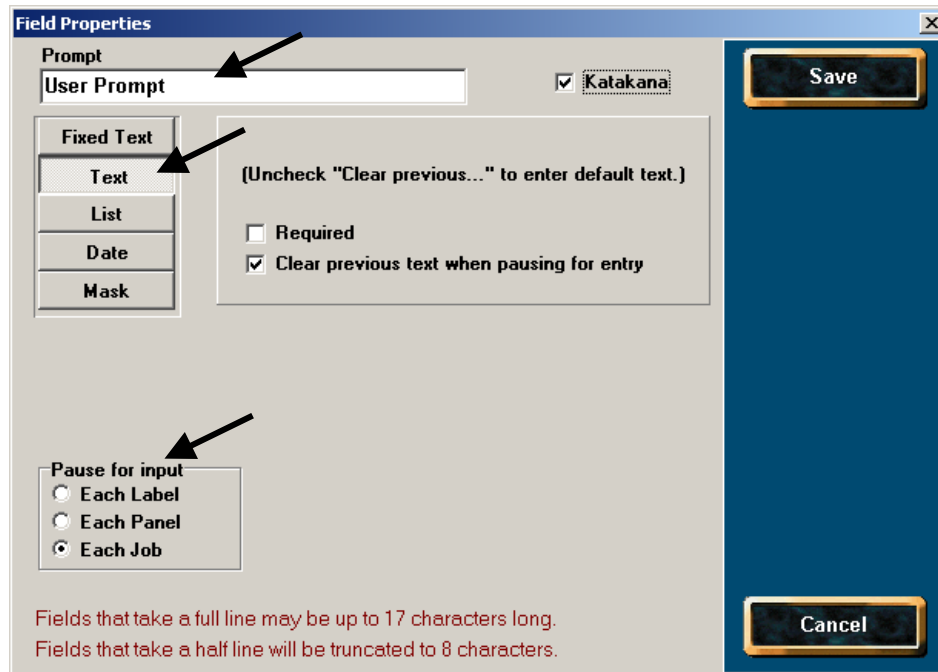 Field Properties
Prompt
User Prompt
Katakana
Save
Fixed Text
Text
List
Date
Mask
(Uncheck "Clear previous..." to enter default text.)
Required
Clear previous text when pausing for entry
Pause for input
Each Label
Each Panel
Each Job
Fields that take a full line may be up to 17 characters long.
Fields that take a half line will be truncated to 8 characters.
Cancel